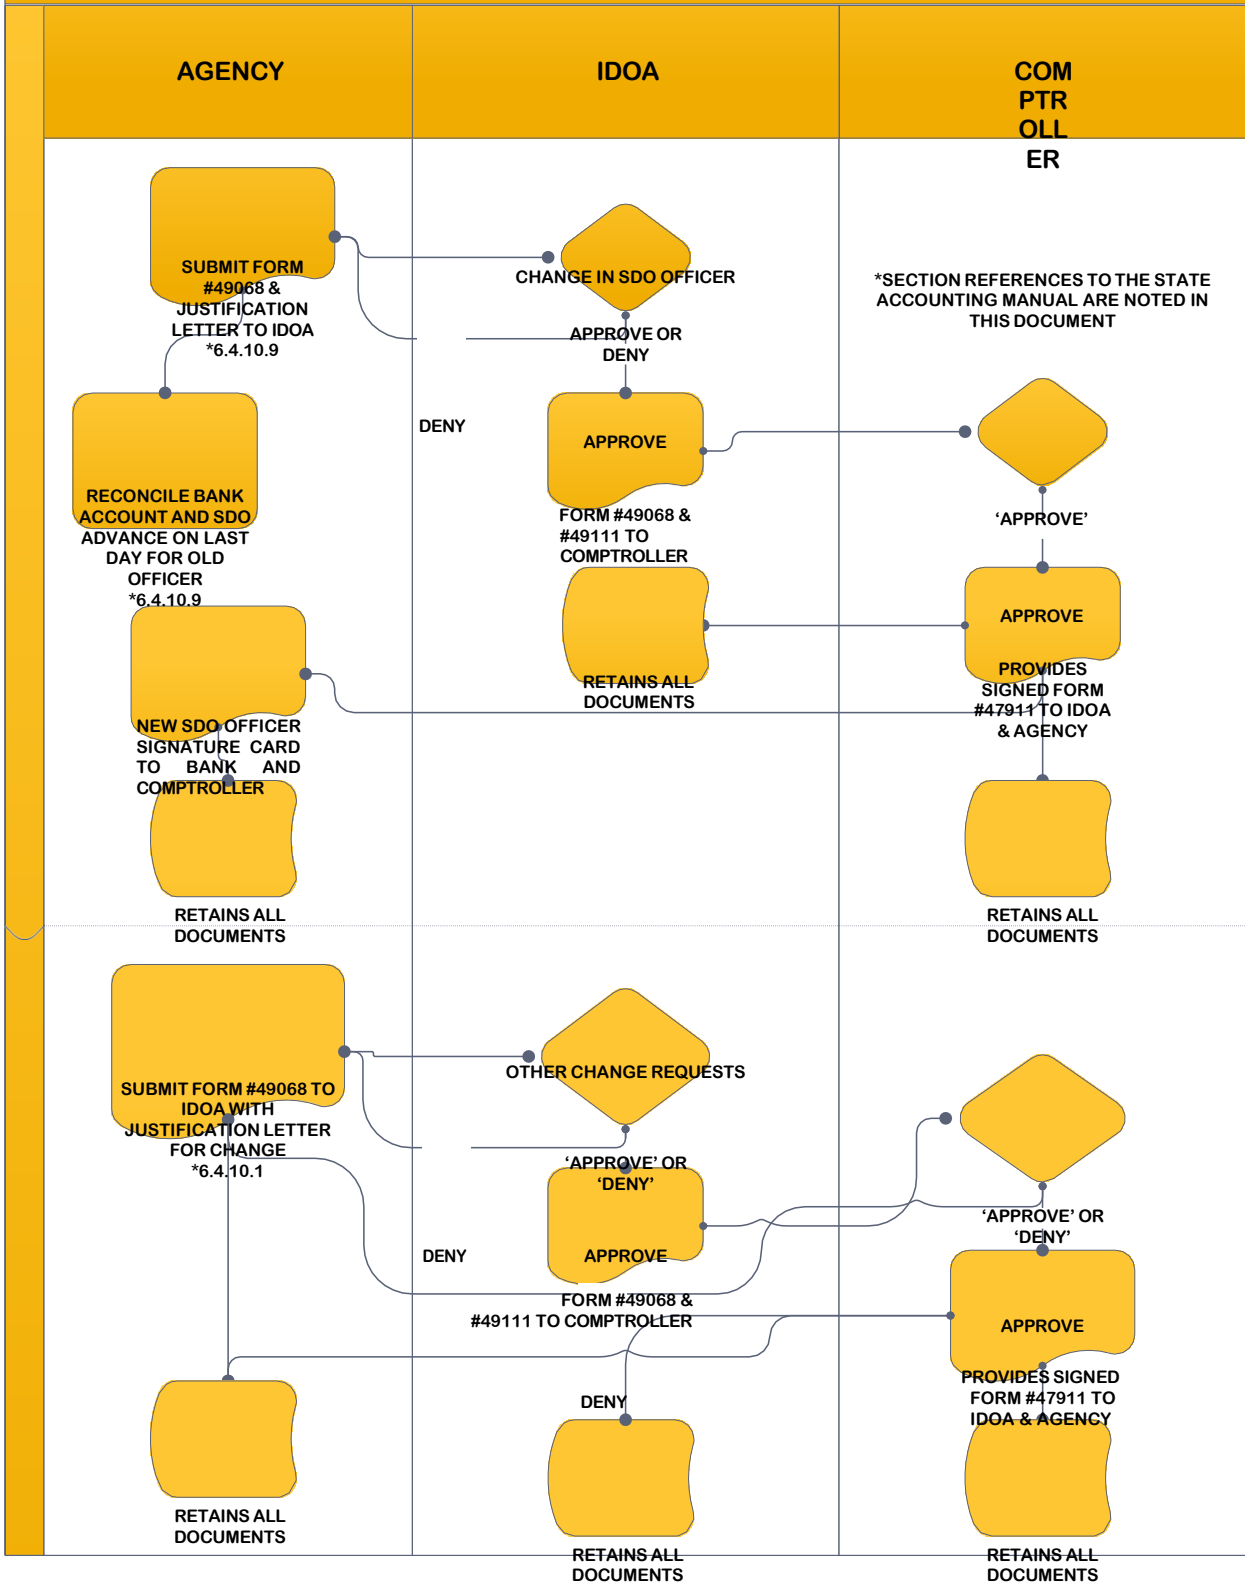 AGENCY
IDOA
COM
PTR
OLL
ER
SUBMIT FORM
#49068 &
JUSTIFICATION
LETTER TO IDOA
*6.4.10.9
CHANGE IN SDO OFFICER
APPROVE OR
DENY
*SECTION REFERENCES TO THE STATE
ACCOUNTING MANUAL ARE NOTED IN
THIS DOCUMENT
DENY
APPROVE
FORM #49068 &
#49111 TO
COMPTROLLER
‘APPROVE’
RECONCILE BANK
ACCOUNT AND SDO
ADVANCE ON LAST
DAY FOR OLD
OFFICER
*6.4.10.9
RETAINS ALL
DOCUMENTS
APPROVE
PROVIDES
SIGNED FORM
#47911 TO IDOA
& AGENCY
NEW SDO OFFICER
SIGNATURE CARD
TO BANK AND
COMPTROLLER
RETAINS ALL
DOCUMENTS
RETAINS ALL
DOCUMENTS
SUBMIT FORM #49068 TO
IDOA WITH
JUSTIFICATION LETTER
FOR CHANGE
*6.4.10.1
OTHER CHANGE REQUESTS
‘APPROVE’ OR
‘DENY’
DENY
APPROVE
FORM #49068 &
#49111 TO COMPTROLLER
‘APPROVE’ OR
‘DENY’
APPROVE
PROVIDES SIGNED
FORM #47911 TO
IDOA & AGENCY
DENY
RETAINS ALL
DOCUMENTS
RETAINS ALL
DOCUMENTS
RETAINS ALL
DOCUMENTS